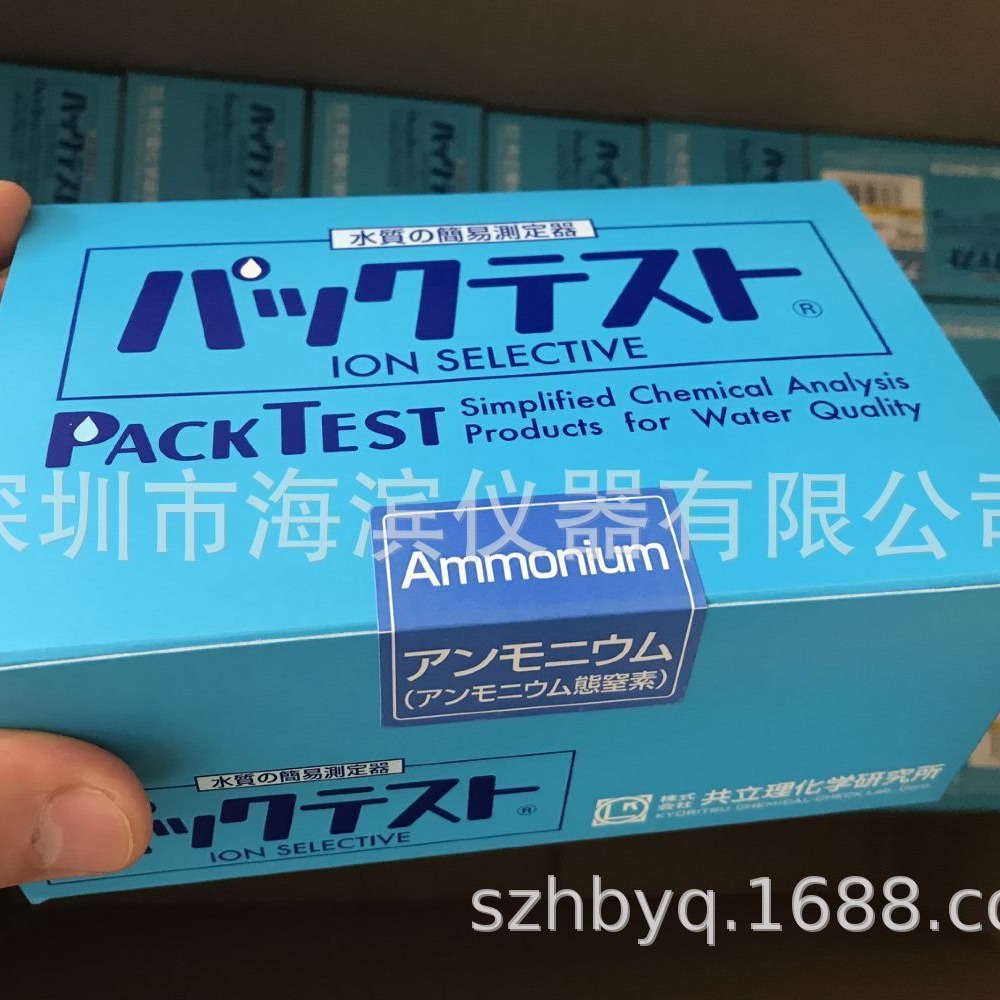 水質の簡易測定器
パックテスト®
ION SELECTIVE
PACKTEST
Simplified Chemical Analysis
Products for Water Quality
深圳市海滨仪器有限公司
Ammonium
アンモニウム
(アンモニウム態窒素)
水質の簡易測定器
パックテスト®
ION SELECTIVE
株式会社 共立理化学研究所
KYORITSU CHEMICAL-CHECK Lab., Corp.
szhbyq.1688.co